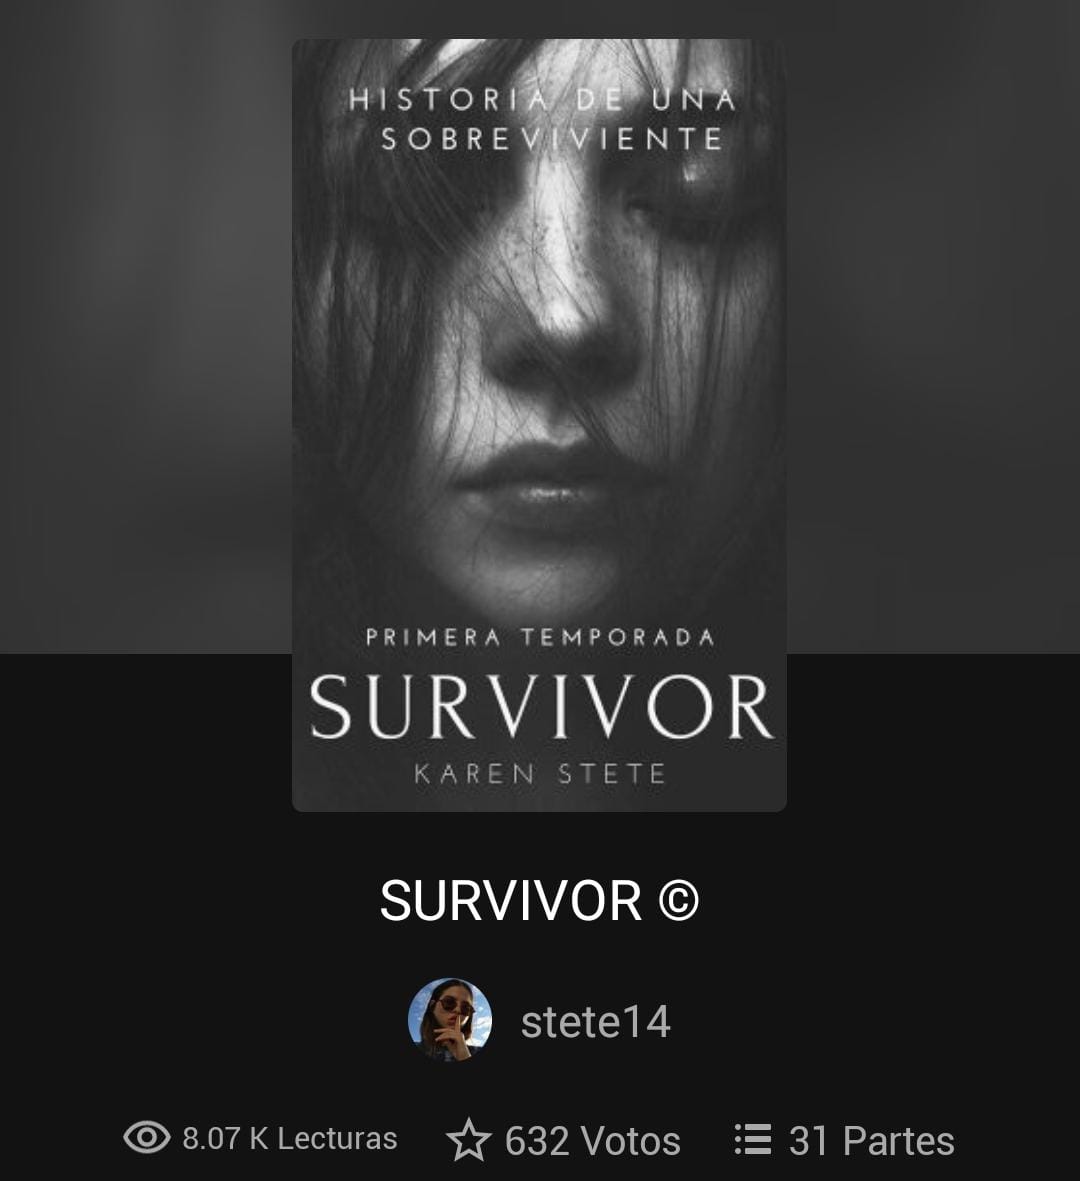 HISTORIA DE UNA
SOBREVIVIENTE
PRIMERA TEMPORADA
SURVIVOR
KAREN STETE
SURVIVOR ©
stete14
8.07 K Lecturas 632 Votos 31 Partes